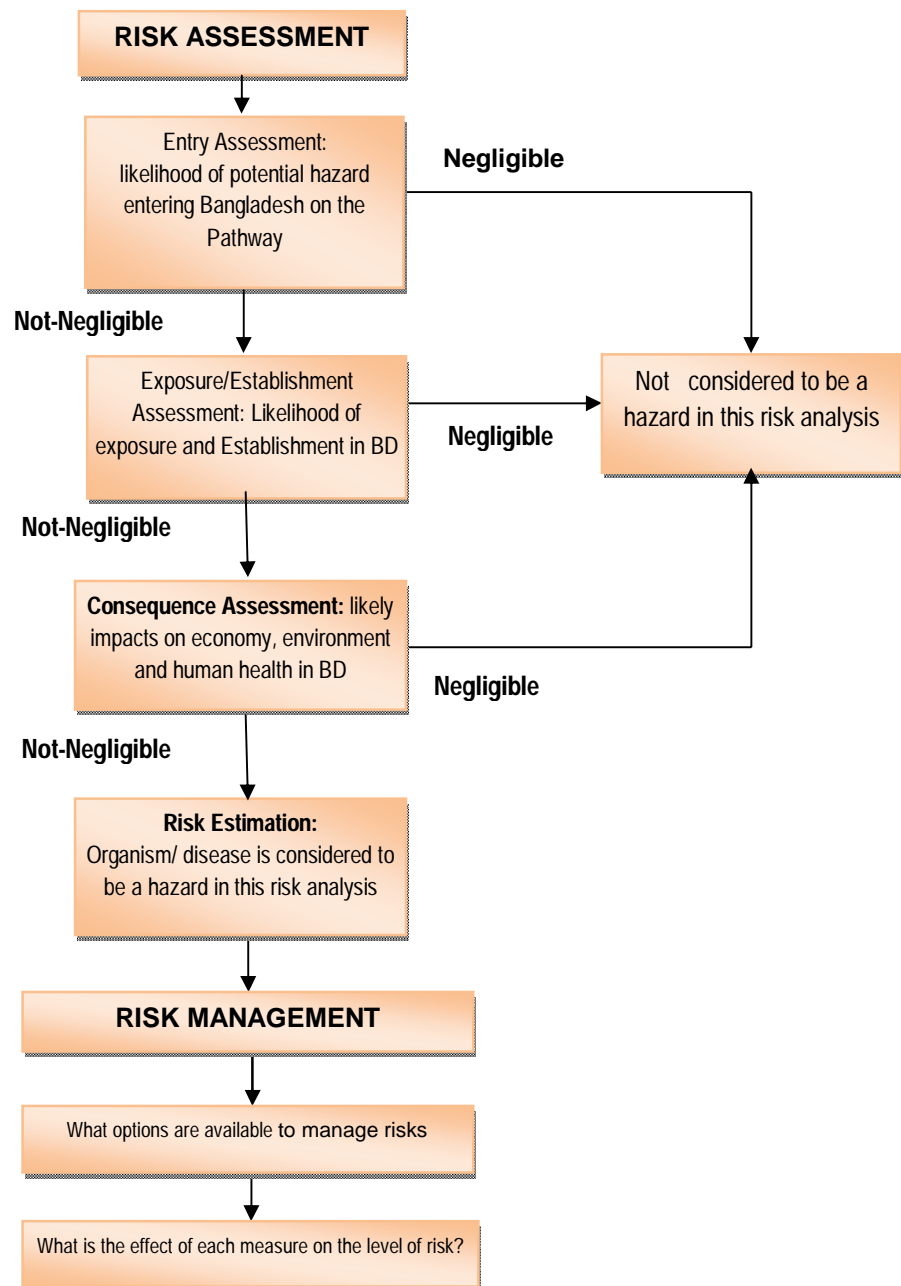 RISK ASSESSMENT
Entry Assessment:
likelihood of potential hazard
entering Bangladesh on the
Pathway
Negligible
Not-Negligible
Exposure/Establishment
Assessment: Likelihood of
exposure and Establishment in BD
Negligible
Not considered to be a
hazard in this risk analysis
Not-Negligible
Consequence Assessment: likely
impacts on economy, environment
and human health in BD
Negligible
Not-Negligible
Risk Estimation:
Organism/ disease is considered to
be a hazard in this risk analysis
RISK MANAGEMENT
What options are available to manage risks
What is the effect of each measure on the level of risk?